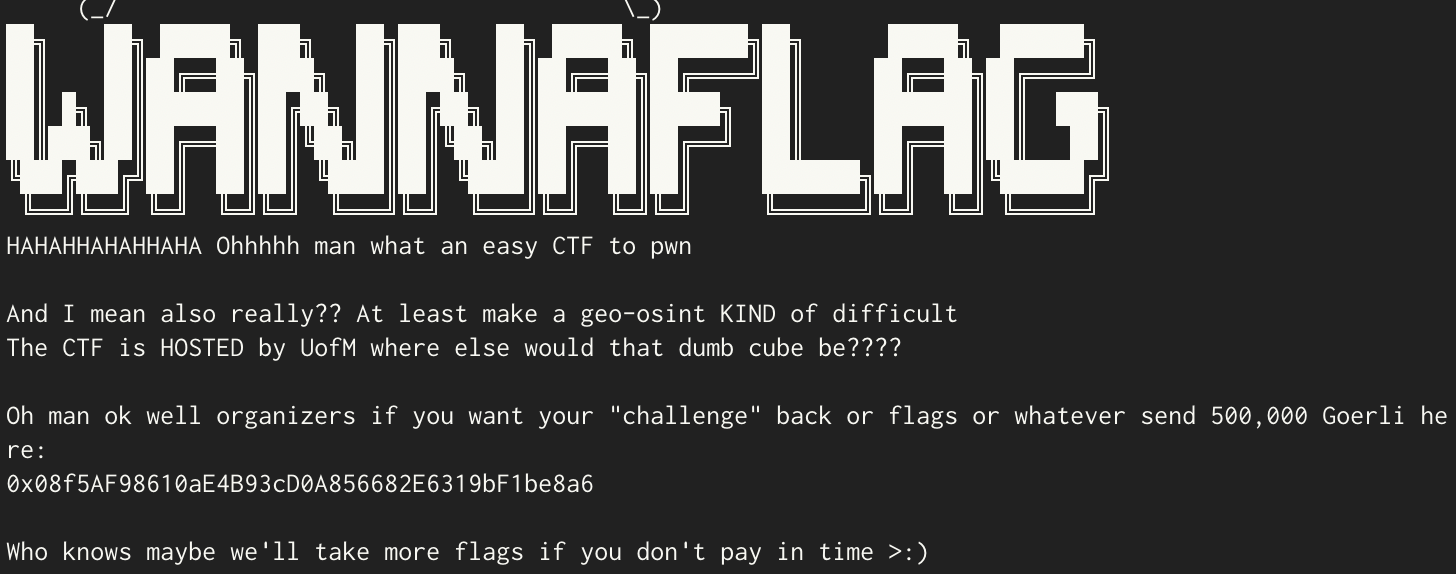 WANNAFLAG
HAHAHHAHAHHAHA Ohhhhh man what an easy CTF to pwn
And I mean also really?? At least make a geo-osint KIND of difficult
The CTF is HOSTED by UofM where else would that dumb cube be????
Oh man ok well organizers if you want your "challenge" back or flags or whatever send 500,000 Goerli he
re:
0x08f5AF98610aE4B93cD0A856682E6319bF1be8a6
Who knows maybe we'll take more flags if you don't pay in time >:)